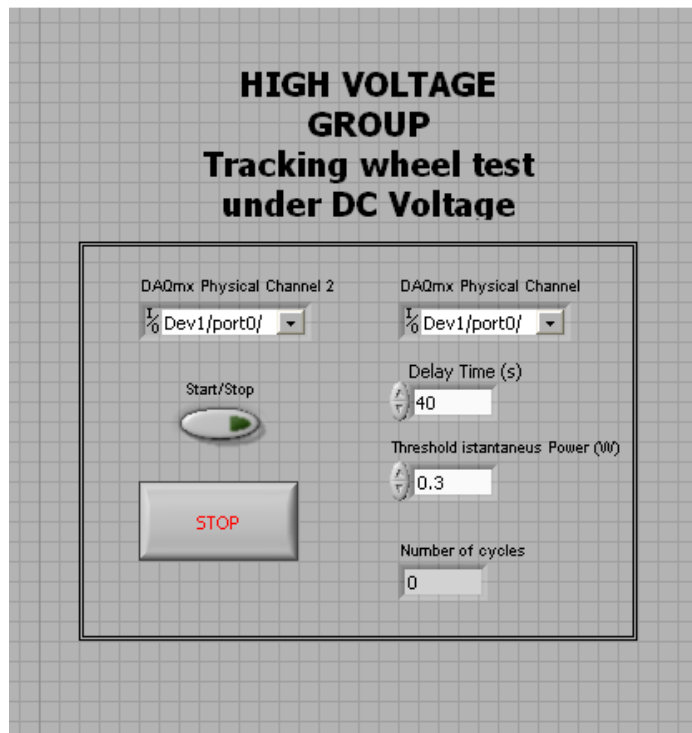 HIGH VOLTAGE
GROUP
Tracking wheel test
under DC Voltage
DAQmx Physical Channel 2
DAQmx Physical Channel
I/O Dev1/port0/
I/O Dev1/port0/
Delay Time (s)
Start/Stop
40
Threshold istantaneus Power (W)
0.3
STOP
Number of cycles
0